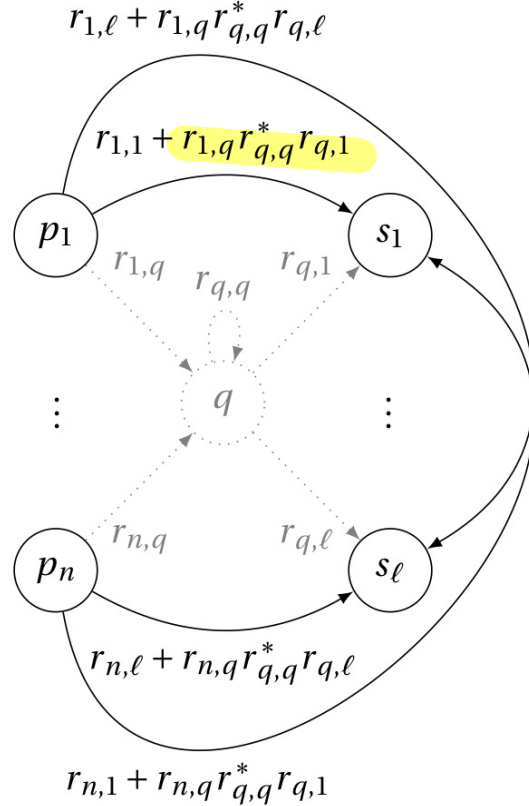 r_{1,ℓ} + r_{1,q} r^*_{q,q} r_{q,ℓ}
r_{1,1} + r_{1,q} r^*_{q,q} r_{q,1}
p_1
s_1
r_{1,q}
r_{q,q}
r_{q,1}
⋮
q
⋮
r_{n,q}
r_{q,ℓ}
p_n
s_ℓ
r_{n,ℓ} + r_{n,q} r^*_{q,q} r_{q,ℓ}
r_{n,1} + r_{n,q} r^*_{q,q} r_{q,1}